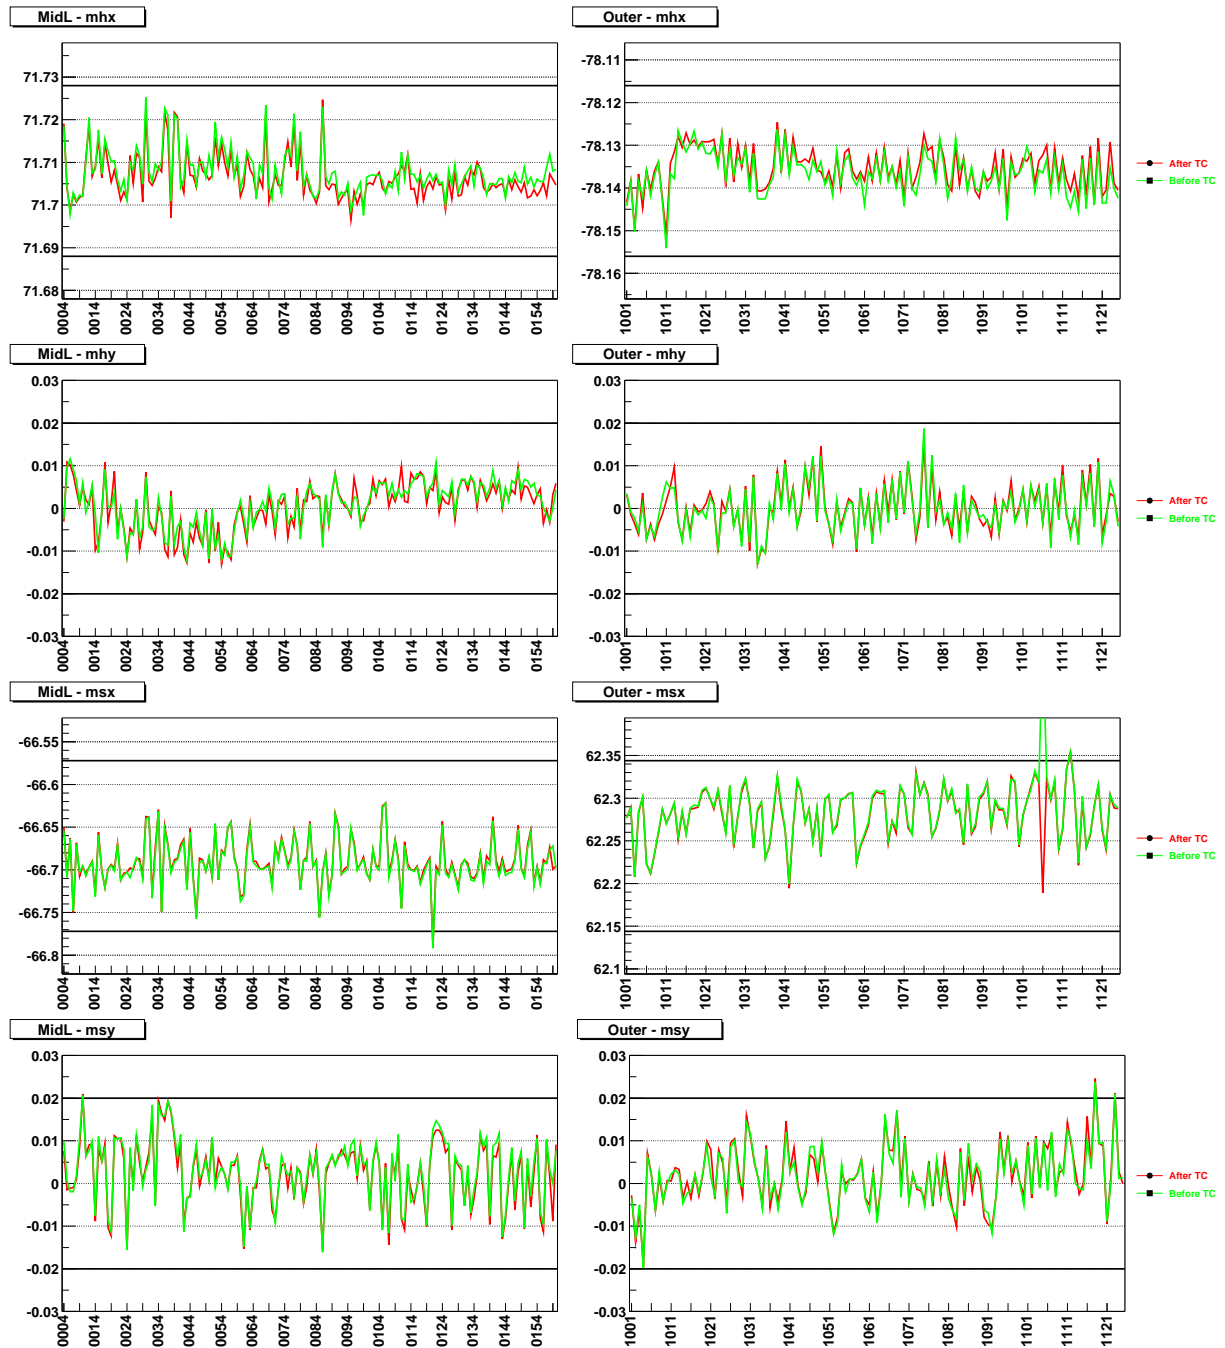 MidL - mhx
71.73
71.72
71.71
71.7
71.69
71.68
0004 0014 0024 0034 0044 0054 0064 0074 0084 0094 0104 0114 0124 0134 0144 0154
Outer - mhx
-78.11
-78.12
-78.13
-78.14
-78.15
-78.16
1001 1011 1021 1031 1041 1051 1061 1071 1081 1091 1101 1111 1121
After TC
Before TC
MidL - mhy
0.03
0.02
0.01
0
-0.01
-0.02
-0.03
0004 0014 0024 0034 0044 0054 0064 0074 0084 0094 0104 0114 0124 0134 0144 0154
Outer - mhy
0.03
0.02
0.01
0
-0.01
-0.02
-0.03
1001 1011 1021 1031 1041 1051 1061 1071 1081 1091 1101 1111 1121
After TC
Before TC
MidL - msx
-66.55
-66.6
-66.65
-66.7
-66.75
-66.8
0004 0014 0024 0034 0044 0054 0064 0074 0084 0094 0104 0114 0124 0134 0144 0154
Outer - msx
62.35
62.3
62.25
62.2
62.15
62.1
1001 1011 1021 1031 1041 1051 1061 1071 1081 1091 1101 1111 1121
After TC
Before TC
MidL - msy
0.03
0.02
0.01
0
-0.01
-0.02
-0.03
0004 0014 0024 0034 0044 0054 0064 0074 0084 0094 0104 0114 0124 0134 0144 0154
Outer - msy
0.03
0.02
0.01
0
-0.01
-0.02
-0.03
1001 1011 1021 1031 1041 1051 1061 1071 1081 1091 1101 1111 1121
After TC
Before TC